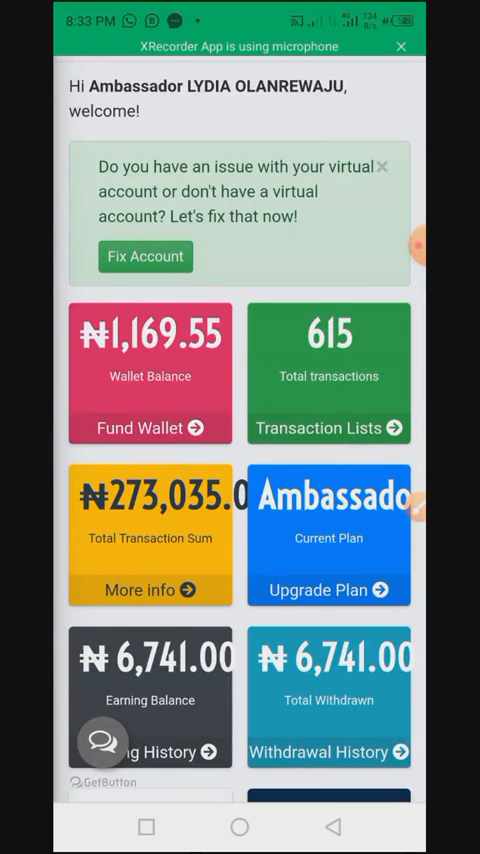 8:33 PM
4G
734
B/s
XRecorder App is using microphone ×
Hi Ambassador LYDIA OLANREWAJU,
welcome!
Do you have an issue with your virtual ×
account or don't have a virtual
account? Let's fix that now!
Fix Account
₦1,169.55
Wallet Balance
Fund Wallet
615
Total transactions
Transaction Lists
₦273,035.0
Total Transaction Sum
More info
Ambassado
Current Plan
Upgrade Plan
₦ 6,741.00
Earning Balance
g History
₦ 6,741.00
Total Withdrawn
Withdrawal History
GetButton